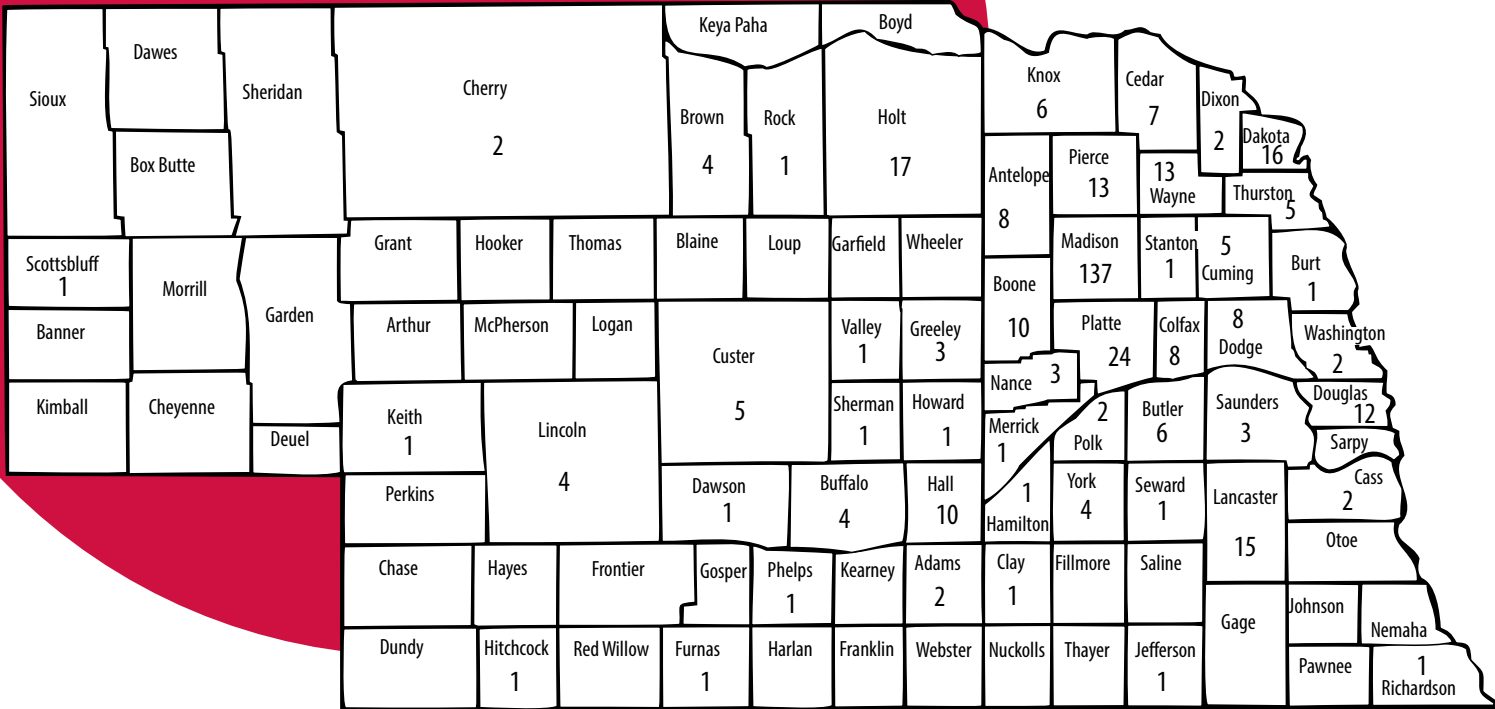 Sioux
Dawes
Box Butte
Sheridan
Cherry
2
Keya Paha
Boyd
Brown
4
Rock
1
Holt
17
Knox
6
Cedar
7
Dixon
2
Dakota
16
Antelope
8
Pierce
13
13
Wayne
Thurston
5
Scottsbluff
1
Banner
Kimball
Morrill
Cheyenne
Garden
Deuel
Grant
Hooker
Thomas
Blaine
Loup
Garfield
Wheeler
Boone
10
Madison
137
Stanton
1
5
Cuming
Burt
1
Arthur
McPherson
Logan
Custer
5
Valley
1
Greeley
3
Platte
24
Colfax
8
8
Dodge
Washington
2
Nance
3
Keith
1
Lincoln
4
Sherman
1
Howard
1
Merrick
1
2
Polk
Butler
6
Saunders
3
Douglas
12
Sarpy
Perkins
Dawson
1
Buffalo
4
Hall
10
1
Hamilton
York
4
Seward
1
Lancaster
15
Cass
2
Otoe
Chase
Hayes
Frontier
Gosper
Phelps
1
Kearney
Adams
2
Clay
1
Fillmore
Saline
Gage
Johnson
Nemaha
Dundy
Hitchcock
1
Red Willow
Furnas
1
Harlan
Franklin
Webster
Nuckolls
Thayer
Jefferson
1
Pawnee
1
Richardson